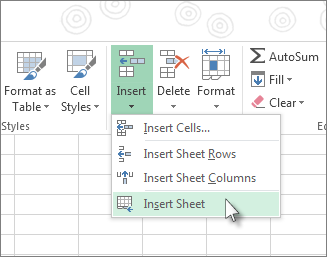 Format as
Table
Cell
Styles
Insert
Delete
Format
AutoSum
Fill
Clear
Styles
Insert Cells...
Insert Sheet Rows
Insert Sheet Columns
Insert Sheet